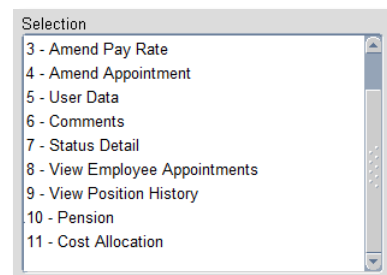 Selection
3 - Amend Pay Rate
4 - Amend Appointment
5 - User Data
6 - Comments
7 - Status Detail
8 - View Employee Appointments
9 - View Position History
10 - Pension
11 - Cost Allocation